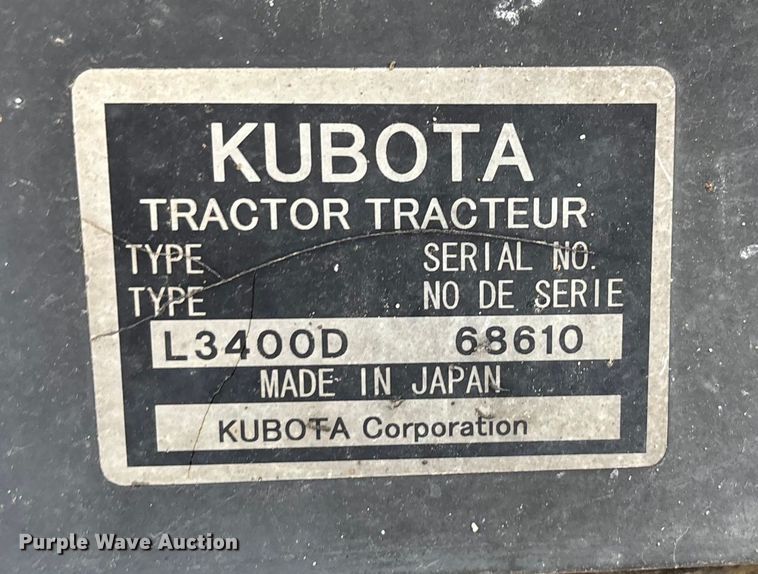 KUBOTA
TRACTOR TRACTEUR
TYPE SERIAL NO.
TYPE NO DE SERIE
L3400D 68610
MADE IN JAPAN
KUBOTA Corporation
Purple Wave Auction